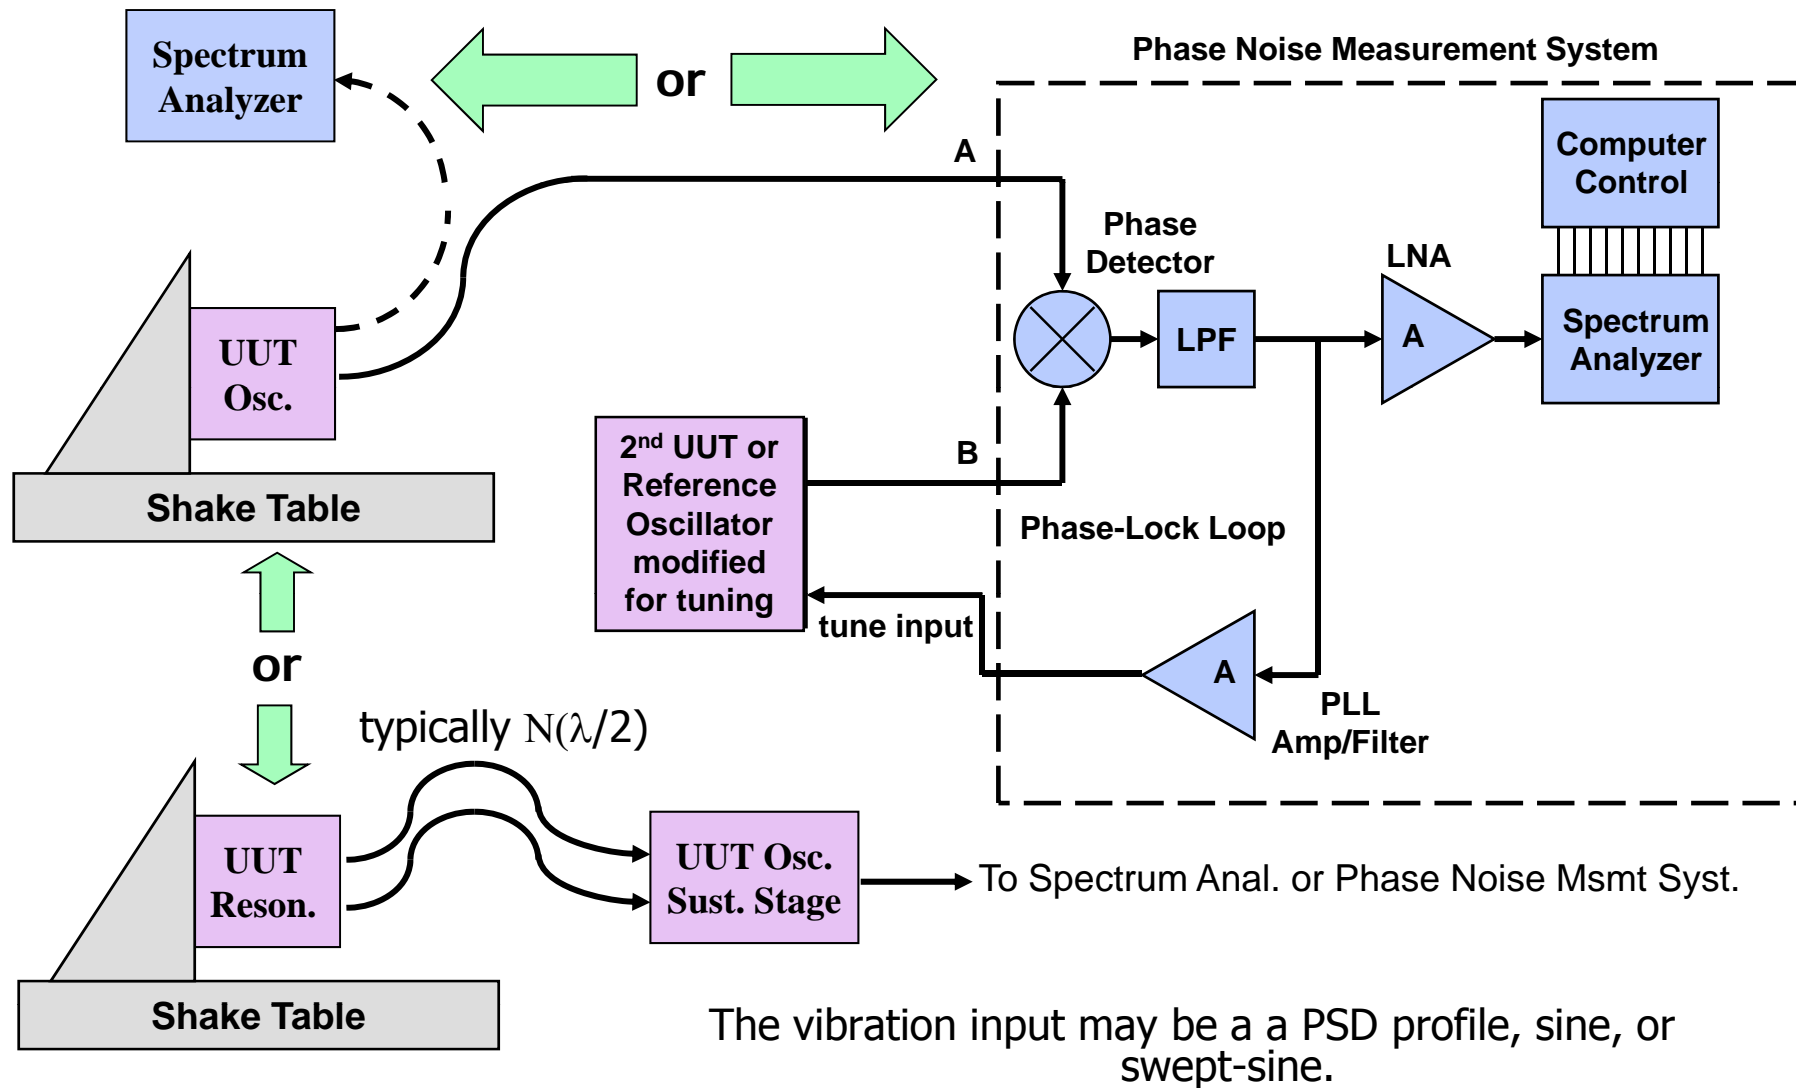 Spectrum
Analyzer
or
Phase Noise Measurement System
A
Computer
Control
Phase
Detector
LNA
UUT
Osc.
LPF
A
Spectrum
Analyzer
2nd UUT or
Reference
Oscillator
modified
for tuning
B
Shake Table
Phase-Lock Loop
tune input
or
A
PLL
Amp/Filter
typically N(λ/2)
UUT
Reson.
UUT Osc.
Sust. Stage
To Spectrum Anal. or Phase Noise Msmt Syst.
Shake Table
The vibration input may be a a PSD profile, sine, or
swept-sine.